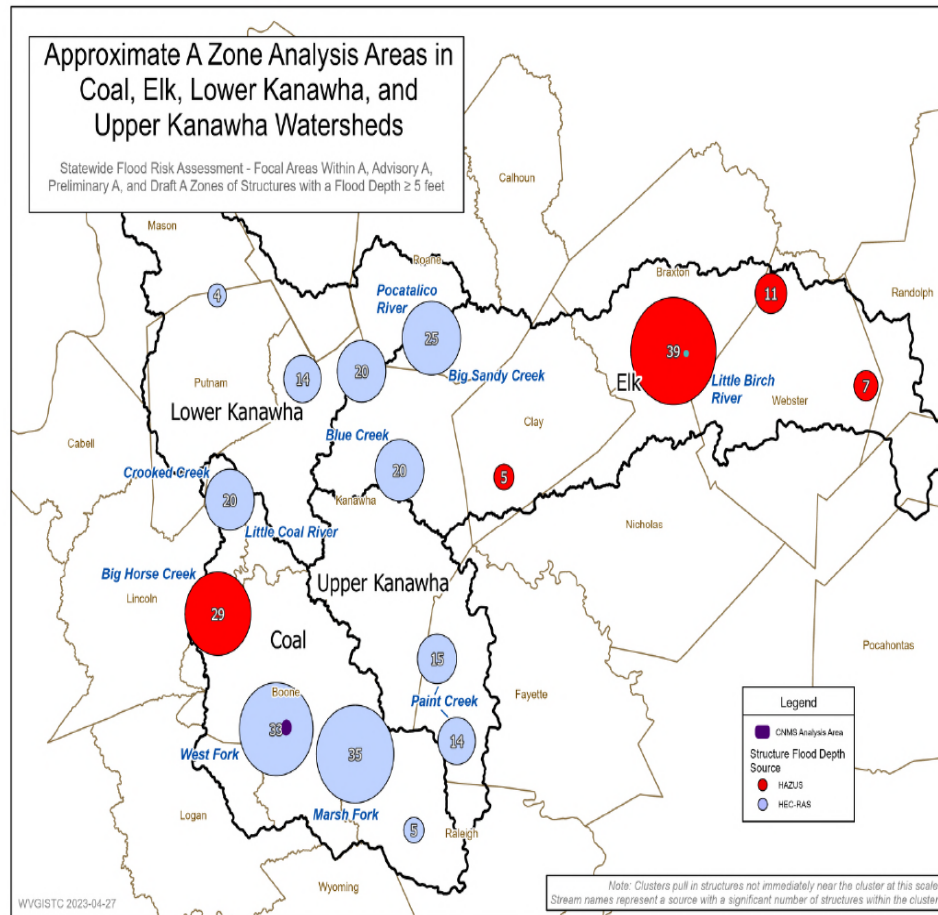 Approximate A Zone Analysis Areas in
Coal, Elk, Lower Kanawha, and
Upper Kanawha Watersheds
Statewide Flood Risk Assessment - Focal Areas Within A, Advisory A,
Preliminary A, and Draft A Zones of Structures with a Flood Depth ≥ 5 feet
Calhoun
Mason
Roane
Braxton
Randolph
4
Pocatalico
River
11
25
39
20
14
Putnam
Big Sandy Creek
Elk
Little Birch
River
7
Webster
Lower Kanawha
Clay
Cabell
Blue Creek
20
5
Crooked Creek
Kanawha
20
Little Coal River
Nicholas
Upper Kanawha
Big Horse Creek
Lincoln
29
Coal
Pocahontas
15
Boone
Paint Creek
Fayette
33
West Fork
35
14
Marsh Fork
Logan
5
Raleigh
Wyoming
Legend
CNMS Analysis Area
Structure Flood Depth
Source
HAZUS
HEC-RAS
WVGISTC 2023-04-27
Note: Clusters pull in structures not immediately near the cluster at this scale
Stream names represent a source with a significant number of structures within the cluster